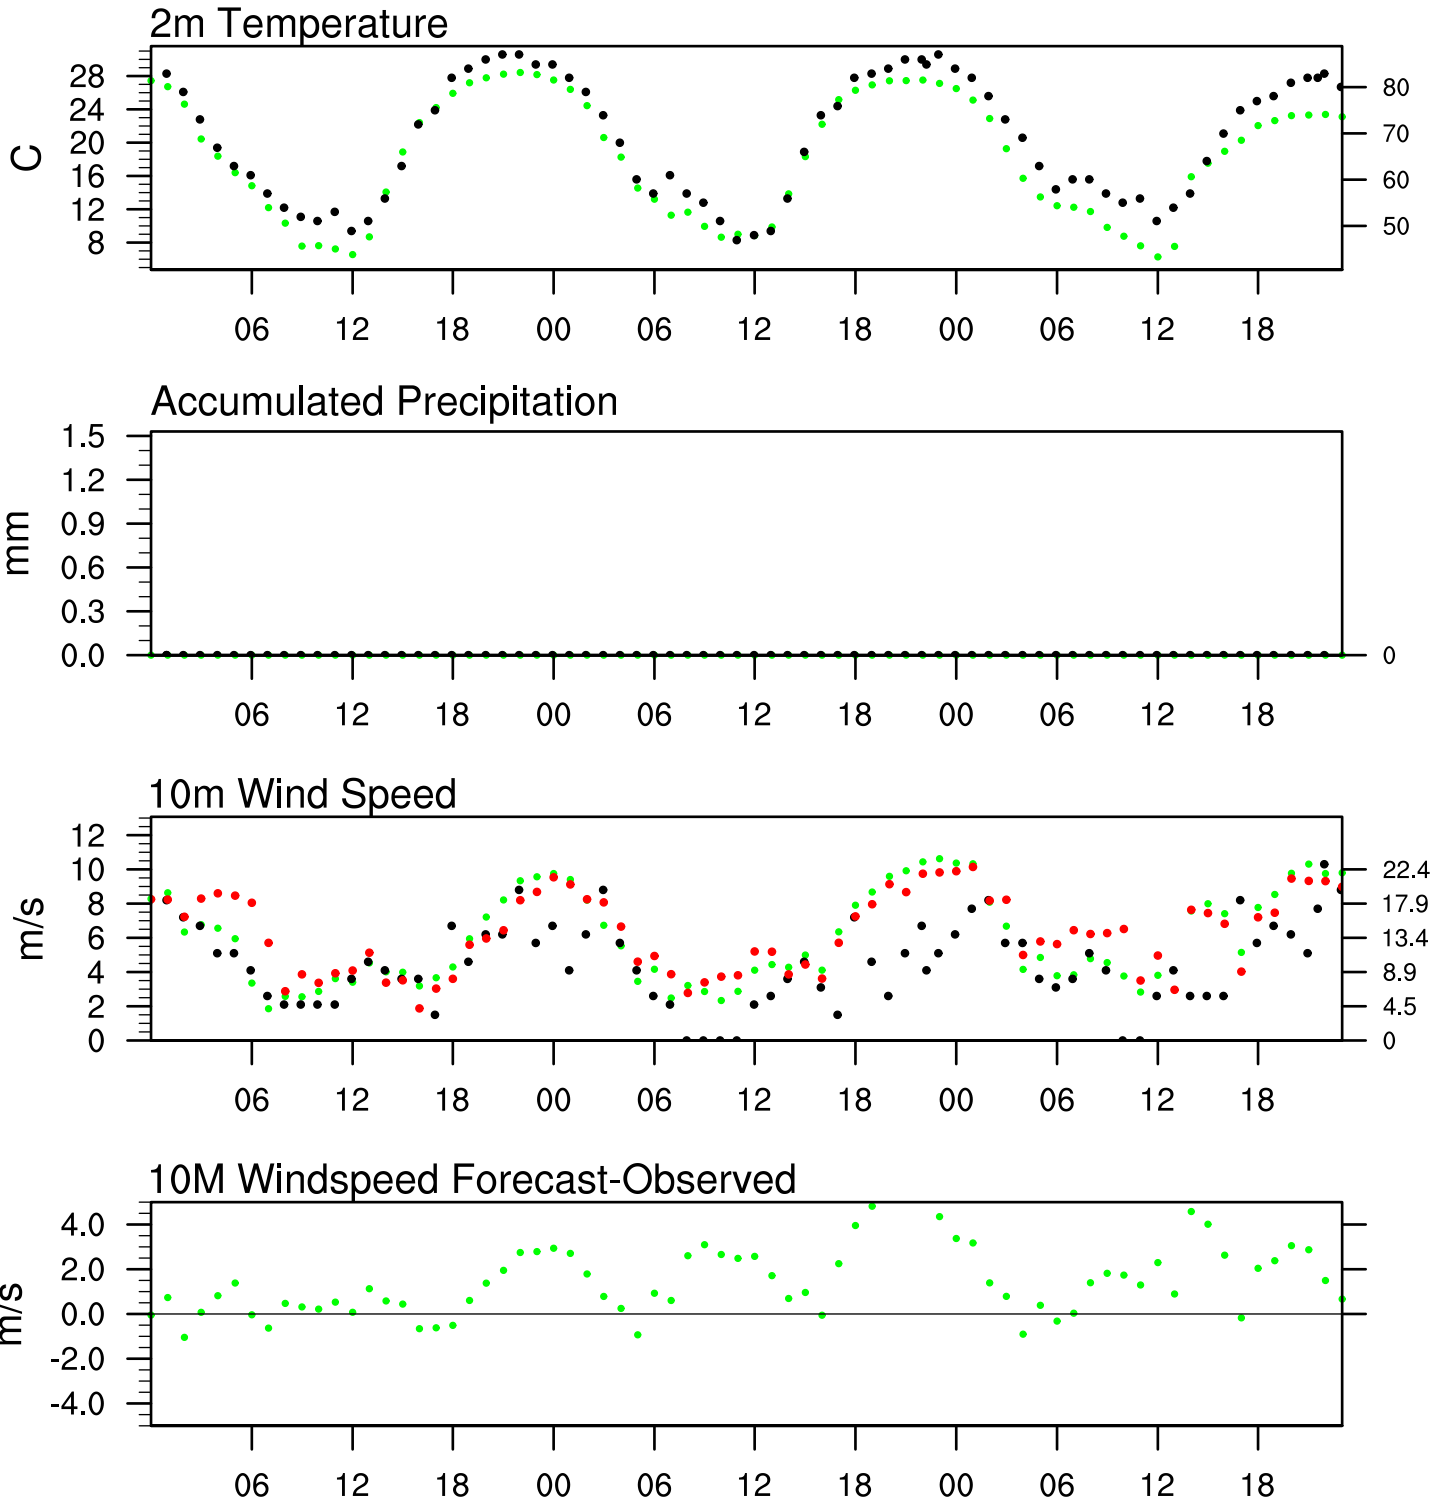 2m Temperature
28
24
20
16
12
8
C
80
70
60
50
06 12 18 00 06 12 18 00 06 12 18
Accumulated Precipitation
1.5
1.2
0.9
0.6
0.3
0.0
mm
0
06 12 18 00 06 12 18 00 06 12 18
10m Wind Speed
12
10
8
6
4
2
0
m/s
22.4
17.9
13.4
8.9
4.5
0
06 12 18 00 06 12 18 00 06 12 18
10M Windspeed Forecast-Observed
4.0
2.0
0.0
-2.0
-4.0
m/s
06 12 18 00 06 12 18 00 06 12 18